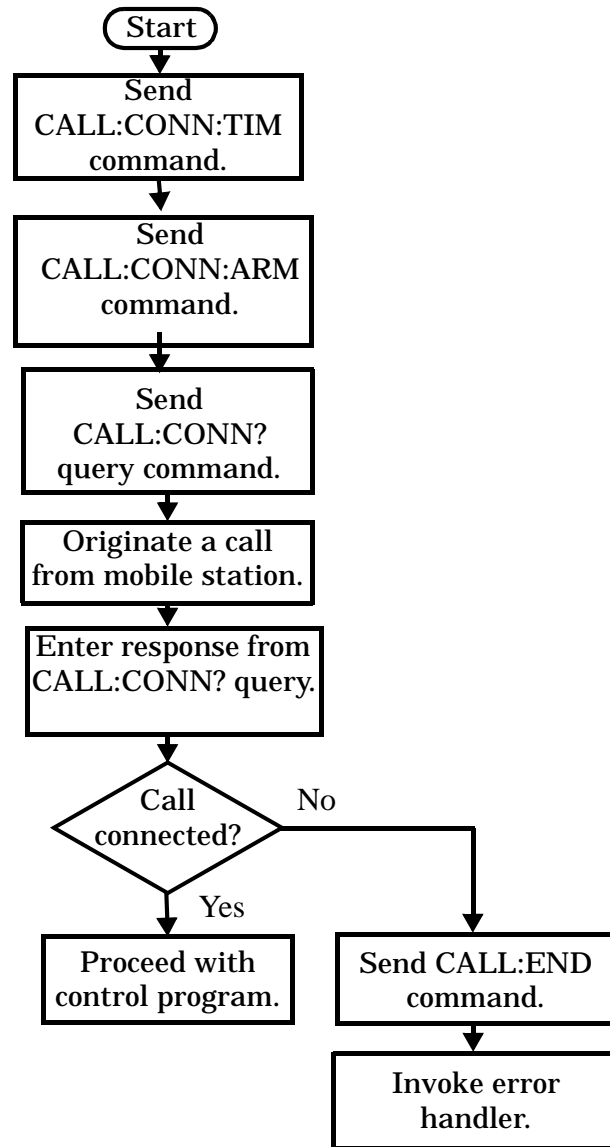 Start
Send
CALL:CONN:TIM
command.
Send
CALL:CONN:ARM
command.
Send
CALL:CONN?
query command.
Originate a call
from mobile station.
Enter response from
CALL:CONN? query.
Call
connected?
No
Yes
Proceed with
control program.
Send CALL:END
command.
Invoke error
handler.